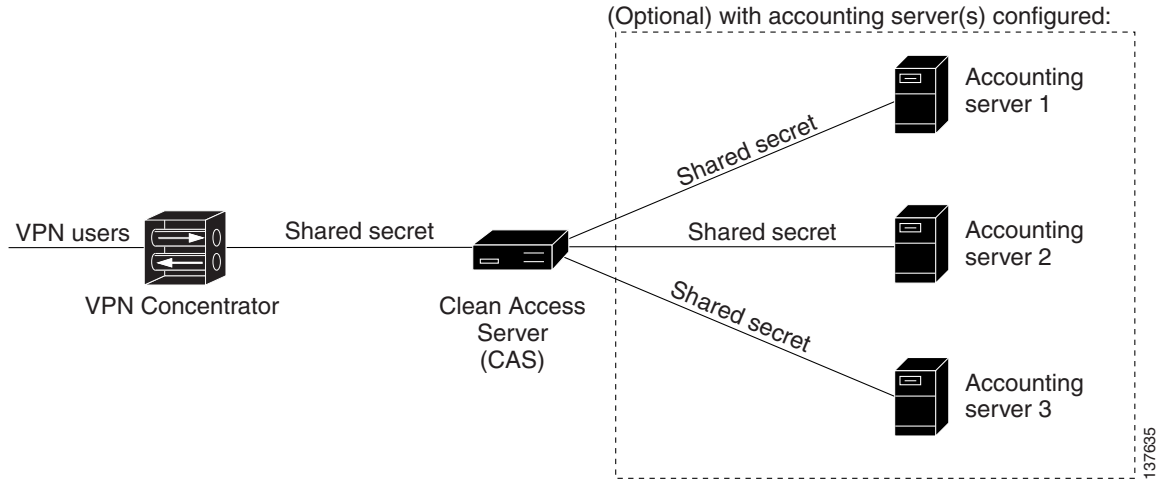 (Optional) with accounting server(s) configured:
Accounting
server 1
Shared secret
VPN users
Shared secret
Shared secret
Accounting
server 2
VPN Concentrator
Clean Access
Server
(CAS)
Shared secret
Accounting
server 3
137635